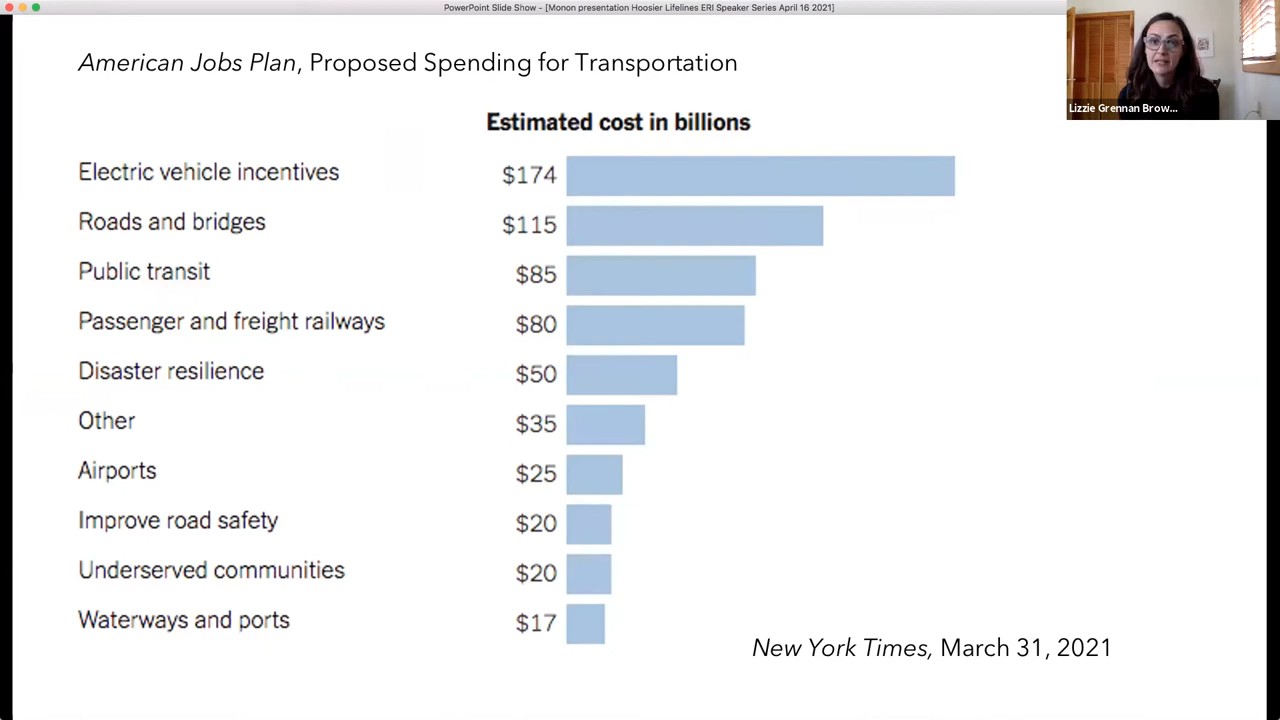 PowerPoint Slide Show - [Monon presentation Hoosier Lifelines ERI Speaker Series April 16 2021]
American Jobs Plan, Proposed Spending for Transportation
Lizzie Grennan Brow...
Estimated cost in billions
Electric vehicle incentives $174
Roads and bridges $115
Public transit $85
Passenger and freight railways $80
Disaster resilience $50
Other $35
Airports $25
Improve road safety $20
Underserved communities $20
Waterways and ports $17
New York Times, March 31, 2021